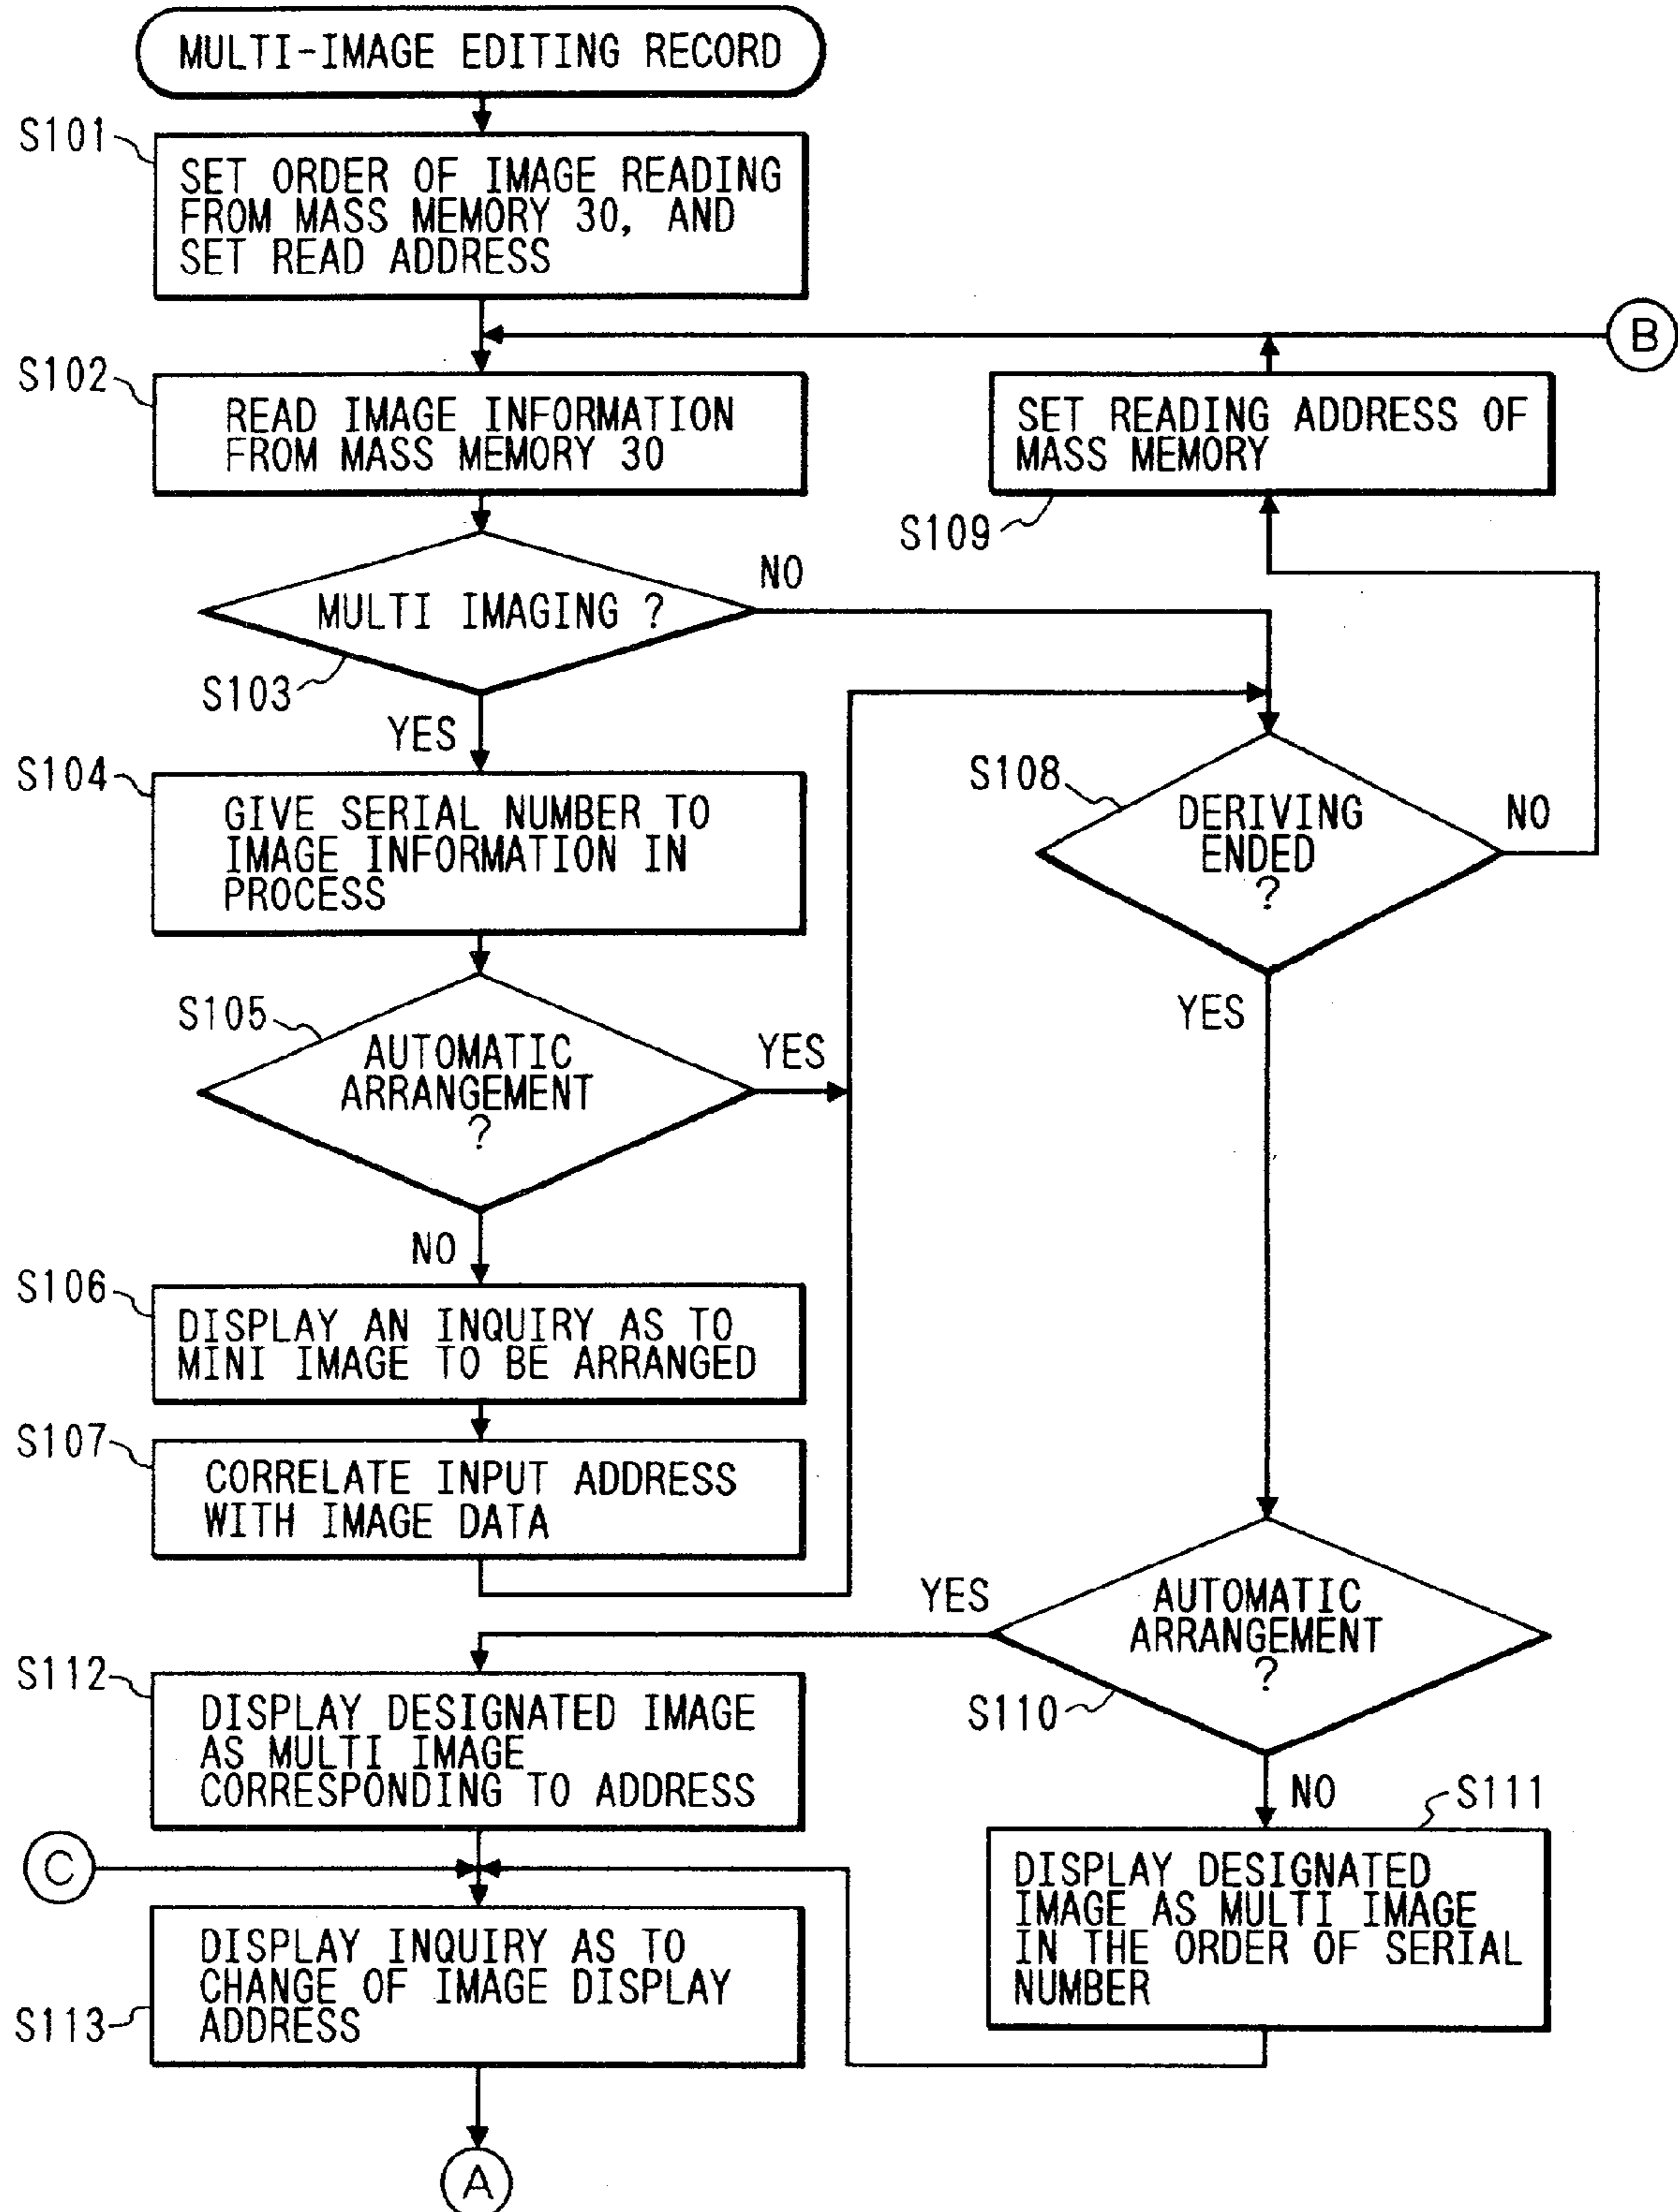 MULTI-IMAGE EDITING RECORD
S101
SET ORDER OF IMAGE READING
FROM MASS MEMORY 30, AND
SET READ ADDRESS
B
S102
READ IMAGE INFORMATION
FROM MASS MEMORY 30
SET READING ADDRESS OF
MASS MEMORY
S109
MULTI IMAGING ?
NO
S103
YES
S104
GIVE SERIAL NUMBER TO
IMAGE INFORMATION IN
PROCESS
S108
DERIVING
ENDED
?
NO
YES
S105
AUTOMATIC
ARRANGEMENT
?
YES
NO
S106
DISPLAY AN INQUIRY AS TO
MINI IMAGE TO BE ARRANGED
S107
CORRELATE INPUT ADDRESS
WITH IMAGE DATA
YES
AUTOMATIC
ARRANGEMENT
?
S110
NO
S112
DISPLAY DESIGNATED IMAGE
AS MULTI IMAGE
CORRESPONDING TO ADDRESS
S111
DISPLAY DESIGNATED
IMAGE AS MULTI IMAGE
IN THE ORDER OF SERIAL
NUMBER
C
DISPLAY INQUIRY AS TO
CHANGE OF IMAGE DISPLAY
ADDRESS
S113
A